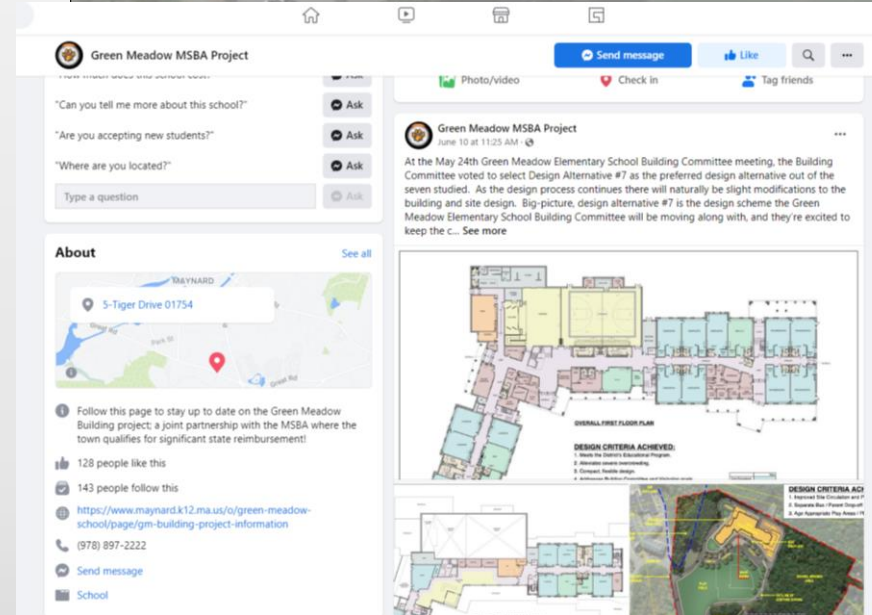 Green Meadow MSBA Project
Send message
Like
"How much does this school cost?"
Ask
"Can you tell me more about this school?"
Ask
"Are you accepting new students?"
Ask
"Where are you located?"
Ask
Type a question
Ask
About
See all
MAYNARD
5-Tiger Drive 01754
Great Rd
Park St
Great Rd
Follow this page to stay up to date on the Green Meadow
Building project; a joint partnership with the MSBA where the
town qualifies for significant state reimbursement!
128 people like this
143 people follow this
https://www.maynard.k12.ma.us/o/green-meadow-
school/page/gm-building-project-information
(978) 897-2222
Send message
School
Photo/video
Check in
Tag friends
Green Meadow MSBA Project
June 10 at 11:25 AM ·
At the May 24th Green Meadow Elementary School Building Committee meeting, the Building
Committee voted to select Design Alternative #7 as the preferred design alternative out of the
seven studied. As the design process continues there will naturally be slight modifications to the
building and site design. Big-picture, design alternative #7 is the design scheme the Green
Meadow Elementary School Building Committee will be moving along with, and they're excited to
keep the c... See more
OVERALL FIRST FLOOR PLAN
DESIGN CRITERIA ACHIEVED:
1. Meets the District's Educational Program.
2. Alleviates severe overcrowding.
3. Compact, flexible design.
DESIGN CRITERIA ACH
1. Improved Site Circulation and P
2. Separate Bus / Parent Drop-off
3. Age Appropriate Play Areas / P